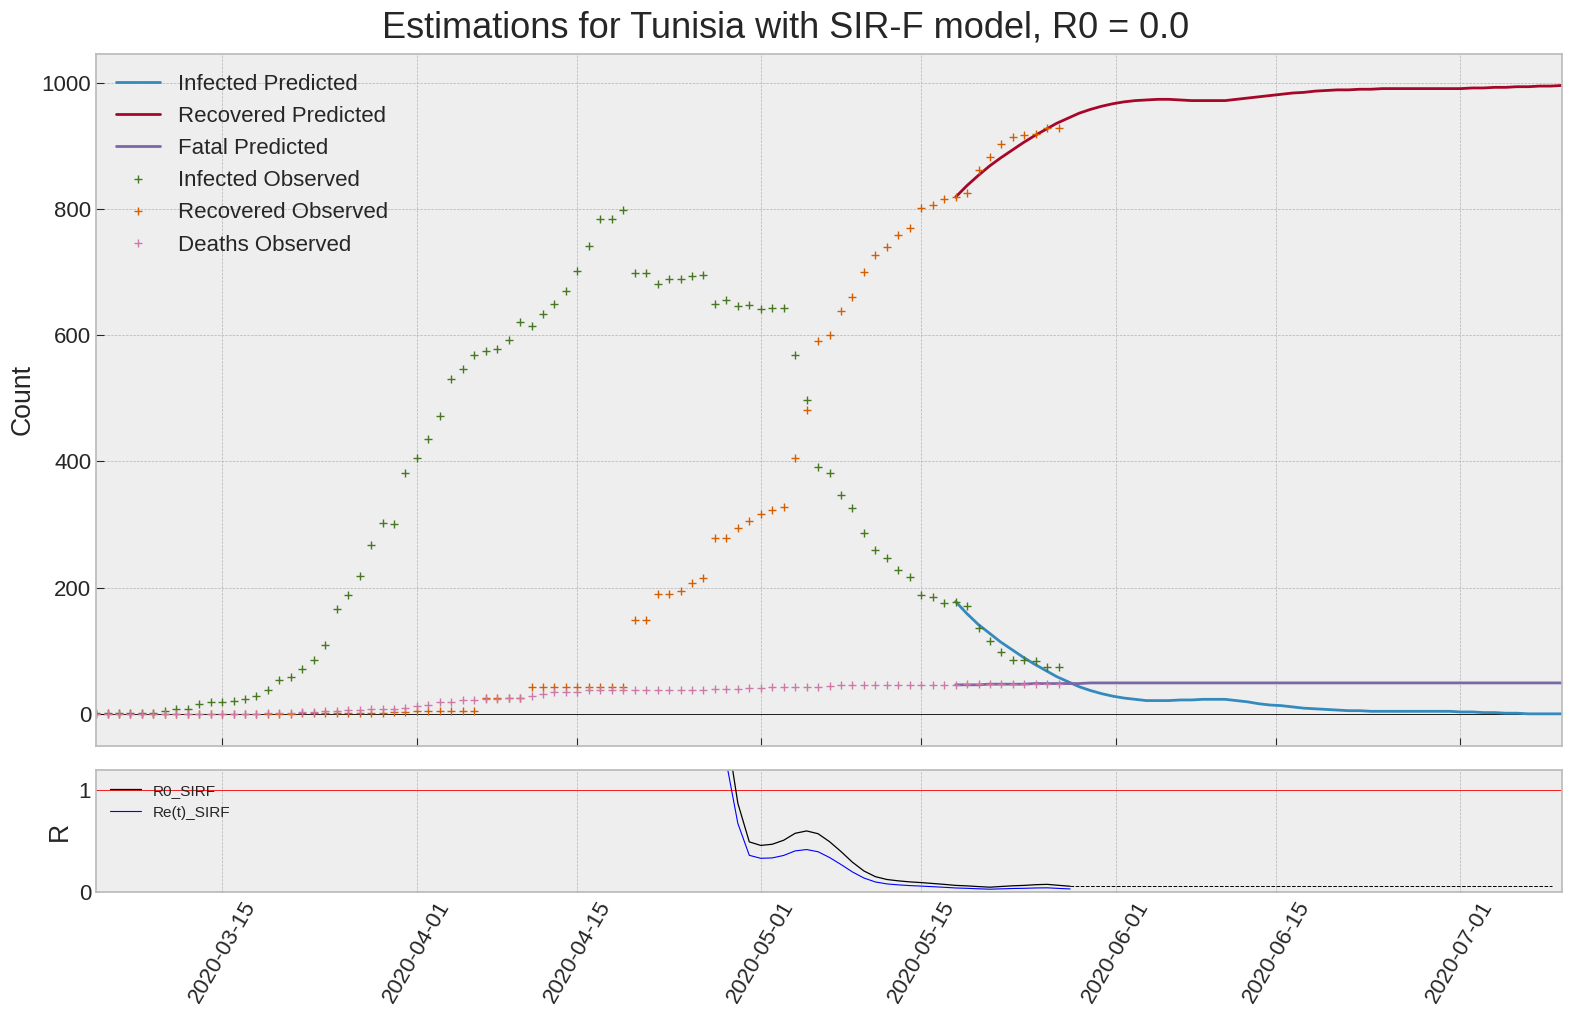 Estimations for Tunisia with SIR-F model, R0 = 0.0
Count
1000
800
600
400
200
0
Infected Predicted
Recovered Predicted
Fatal Predicted
Infected Observed
Recovered Observed
Deaths Observed
R
1
0
R0_SIRF
Re(t)_SIRF
2020-03-15
2020-04-01
2020-04-15
2020-05-01
2020-05-15
2020-06-01
2020-06-15
2020-07-01